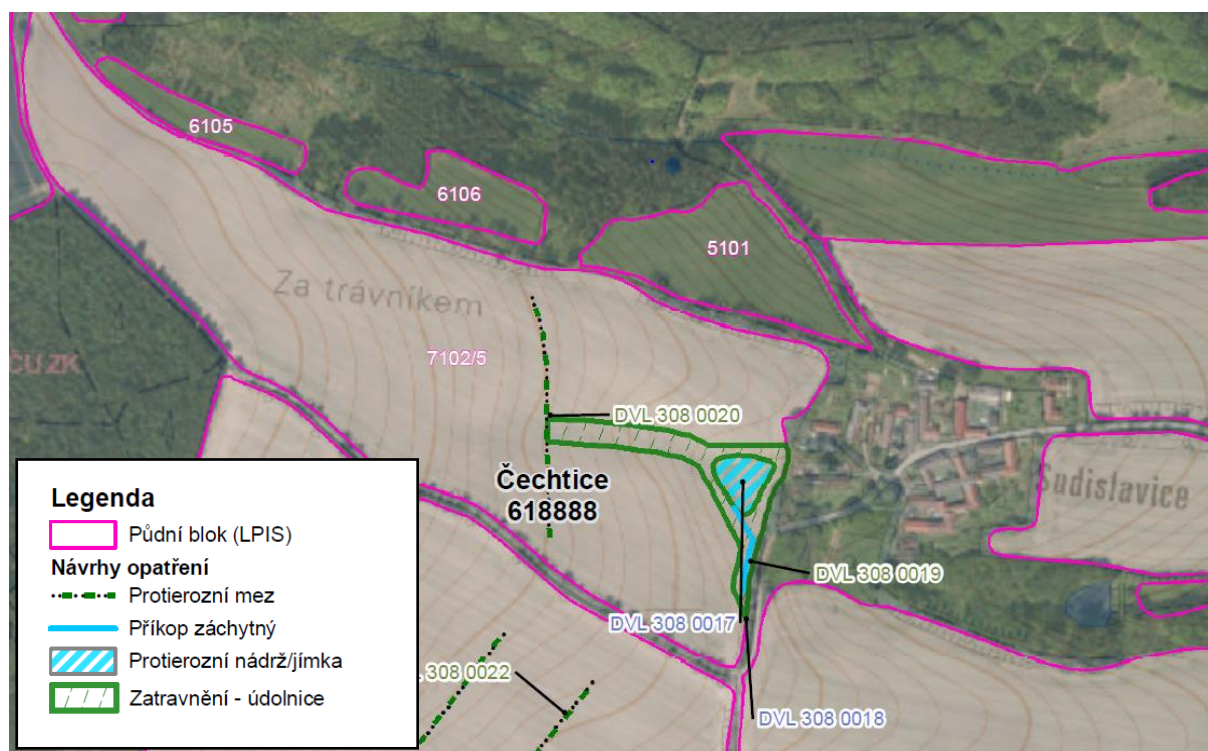 6105
6106
5101
Za trávníkem
ČU.ZK
7102/5
DVL 308 0020
Čechtice
618888
Sudislavice
DVL 308 0019
DVL 308 0017
L 308 0022
DVL 308 0018
Legenda
Půdní blok (LPIS)
Návrhy opatření
Protierozní mez
Příkop záchytný
Protierozní nádrž/jímka
Zatravnění - údolnice